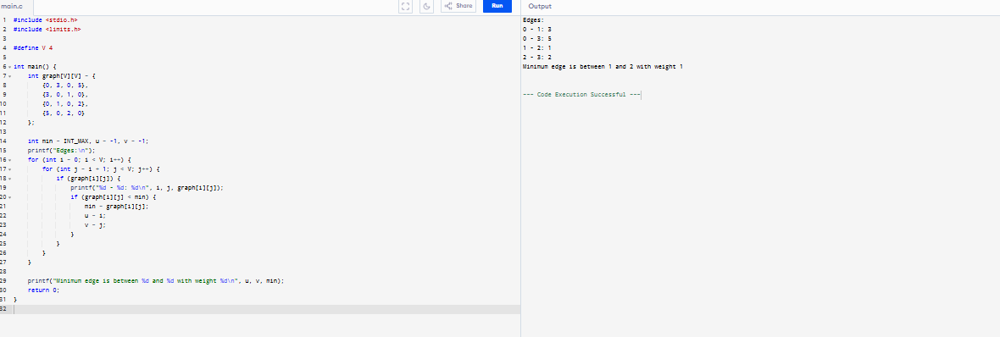 main.c
Share
Run
Output
1 #include <stdio.h>
2 #include <limits.h>
3
4 #define V 4
5
6 int main() {
7 int graph[V][V] = {
8 {0, 3, 0, 5},
9 {3, 0, 1, 0},
10 {0, 1, 0, 2},
11 {5, 0, 2, 0}
12 };
13
14 int min = INT_MAX, u = -1, v = -1;
15 printf("Edges:\n");
16 for (int i = 0; i < V; i++) {
17 for (int j = i + 1; j < V; j++) {
18 if (graph[i][j]) {
19 printf("%d - %d: %d\n", i, j, graph[i][j]);
20 if (graph[i][j] < min) {
21 min = graph[i][j];
22 u = i;
23 v = j;
24 }
25 }
26 }
27 }
28
29 printf("Minimum edge is between %d and %d with weight %d\n", u, v, min);
30 return 0;
31 }
32
Edges:
0 - 1: 3
0 - 3: 5
1 - 2: 1
2 - 3: 2
Minimum edge is between 1 and 2 with weight 1
=== Code Execution Successful ===